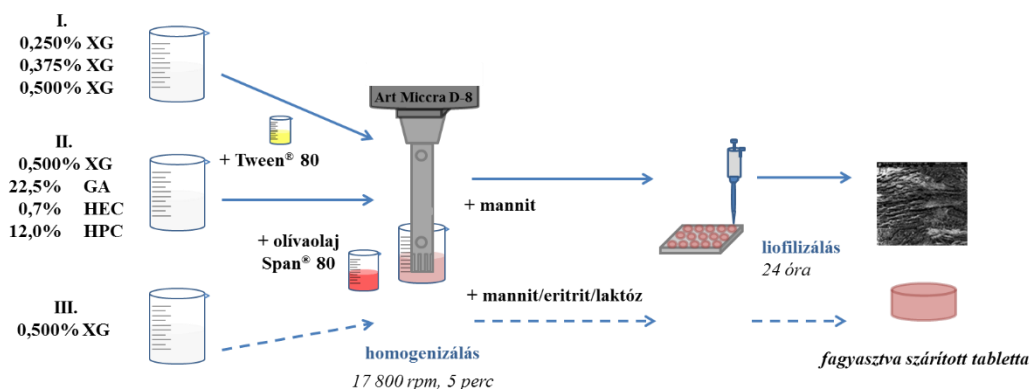 I.
0,250% XG
0,375% XG
0,500% XG
Art Miccra D-8
II.
0,500% XG
22,5% GA
0,7% HEC
12,0% HPC
+ Tween® 80
+ olívaolaj
Span® 80
+ mannit
liofilizálás
24 óra
III.
0,500% XG
+ mannit/eritrit/laktóz
homogenizálás
17 800 rpm, 5 perc
fagyasztva szárított tabletta